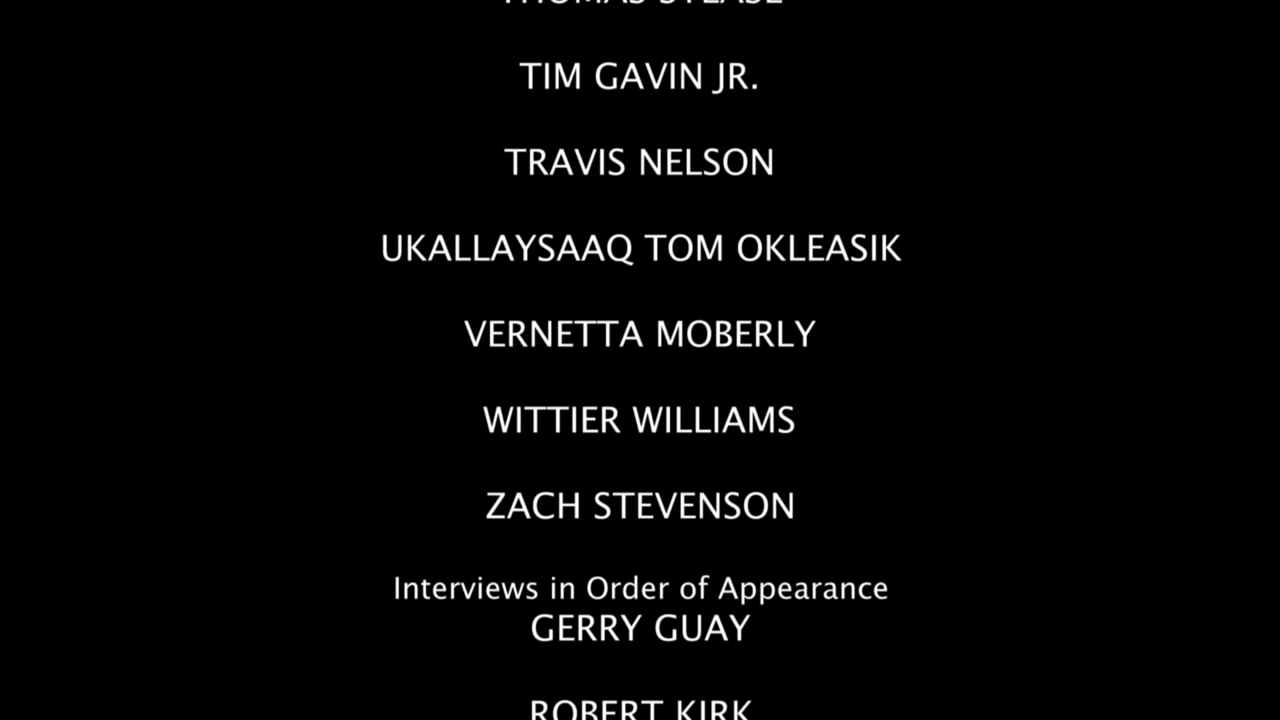 TIM GAVIN JR.
TRAVIS NELSON
UKALLAYSAAQ TOM OKLEASIK
VERNETTA MOBERLY
WITTIER WILLIAMS
ZACH STEVENSON
Interviews in Order of Appearance
GERRY GUAY
ROBERT KIRK